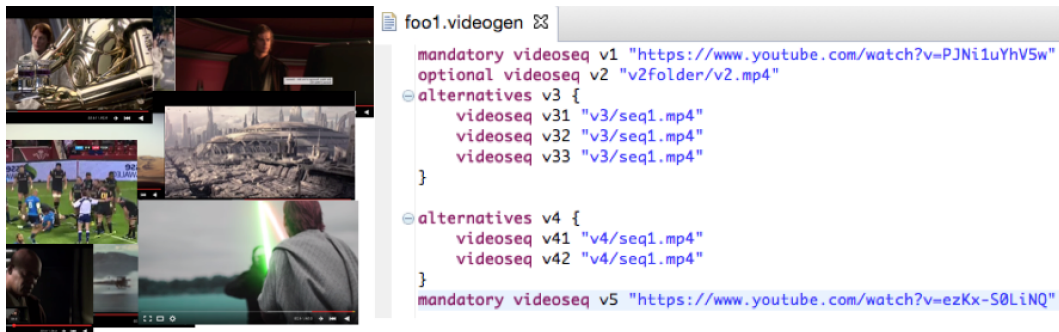 foo1.videogen
mandatory videoseq v1 "https://www.youtube.com/watch?v=PJNi1uYhV5w"
optional videoseq v2 "v2folder/v2.mp4"
alternatives v3 {
videoseq v31 "v3/seq1.mp4"
videoseq v32 "v3/seq1.mp4"
videoseq v33 "v3/seq1.mp4"
}
alternatives v4 {
videoseq v41 "v4/seq1.mp4"
videoseq v42 "v4/seq1.mp4"
}
mandatory videoseq v5 "https://www.youtube.com/watch?v=ezKx-S0LiNQ"